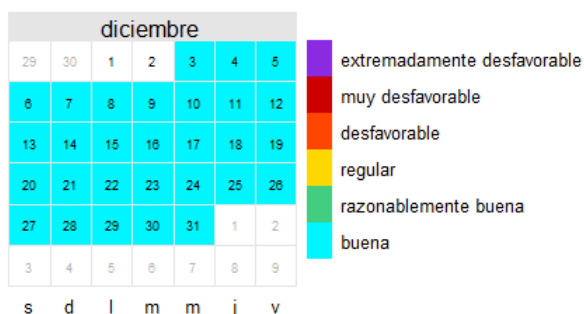 diciembre
29 30 1 2 3 4 5
6 7 8 9 10 11 12
13 14 15 16 17 18 19
20 21 22 23 24 25 26
27 28 29 30 31 1 2
3 4 5 6 7 8 9
s d l m m j v
extremadamente desfavorable
muy desfavorable
desfavorable
regular
razonablemente buena
buena